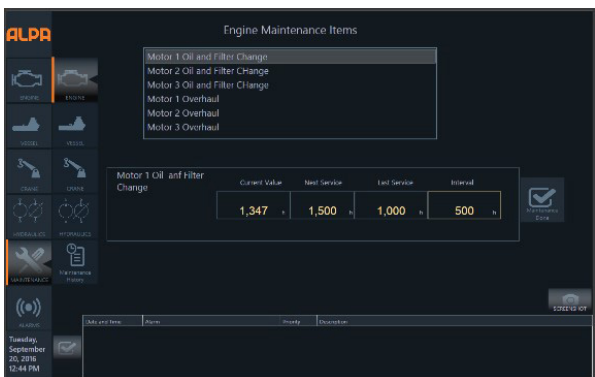 ALPA
Engine Maintenance Items
Motor 1 Oil and Filter Change
Motor 2 Oil and Filter CHange
Motor 3 Oil and Filter CHange
Motor 1 Overhaul
Motor 2 Overhaul
Motor 3 Overhaul
ENGINE
ENGINE
VESSEL
VESSEL
CRANE
CRANE
HYDRAULICS
HYDRAULICS
MAINTENANCE
Maintenance
History
ALARMS
Motor 1 Oil anf Filter
Change
Current Value
Next Service
Last Service
Interval
1,347 h
1,500 h
1,000 h
500 h
Maintenance
Done
SCREENSHOT
Date and Time
Alarm
Priority
Description
Tuesday,
September
20, 2016
12:44 PM